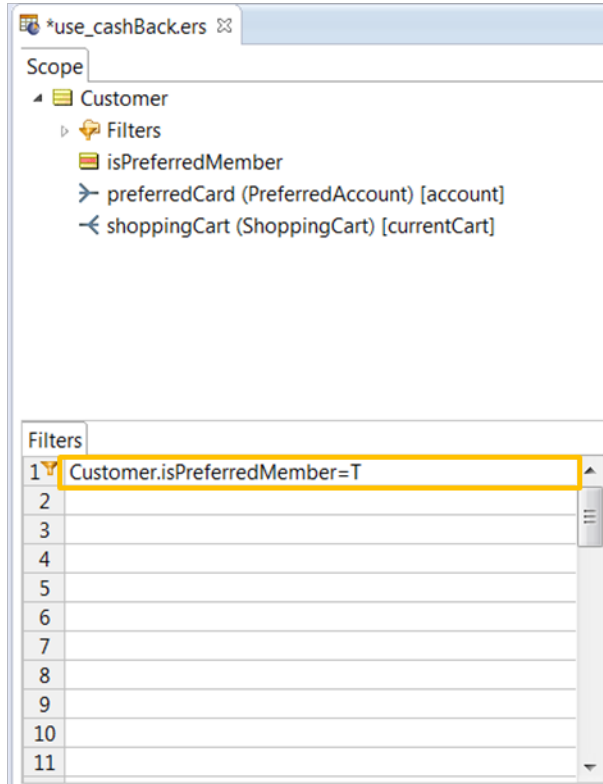 *use_cashBack.ers
Scope
Customer
Filters
isPreferredMember
preferredCard (PreferredAccount) [account]
shoppingCart (ShoppingCart) [currentCart]
Filters
1 Customer.isPreferredMember=T
2
3
4
5
6
7
8
9
10
11